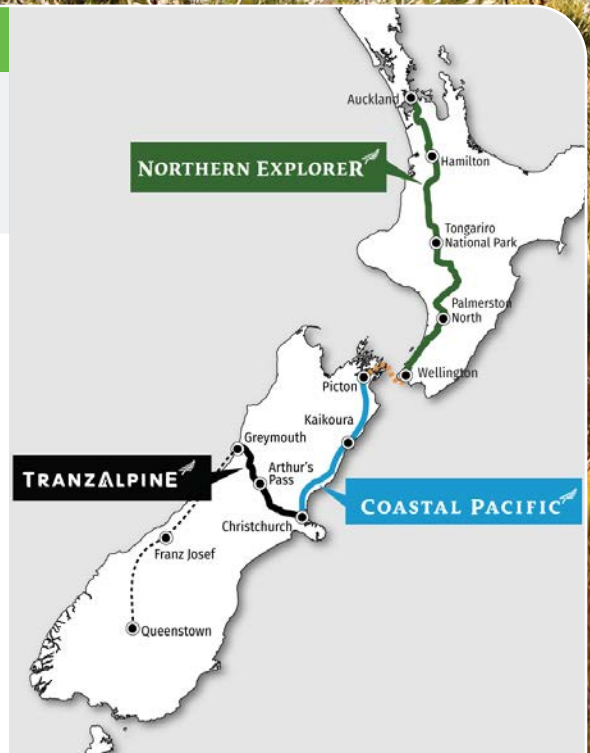 Auckland
NORTHERN EXPLORER
Hamilton
Tongariro
National Park
Palmerston
North
Wellington
Picton
Kaikoura
Greymouth
TRANZALPINE
Arthur's
Pass
COASTAL PACIFIC
Christchurch
Franz Josef
Queenstown